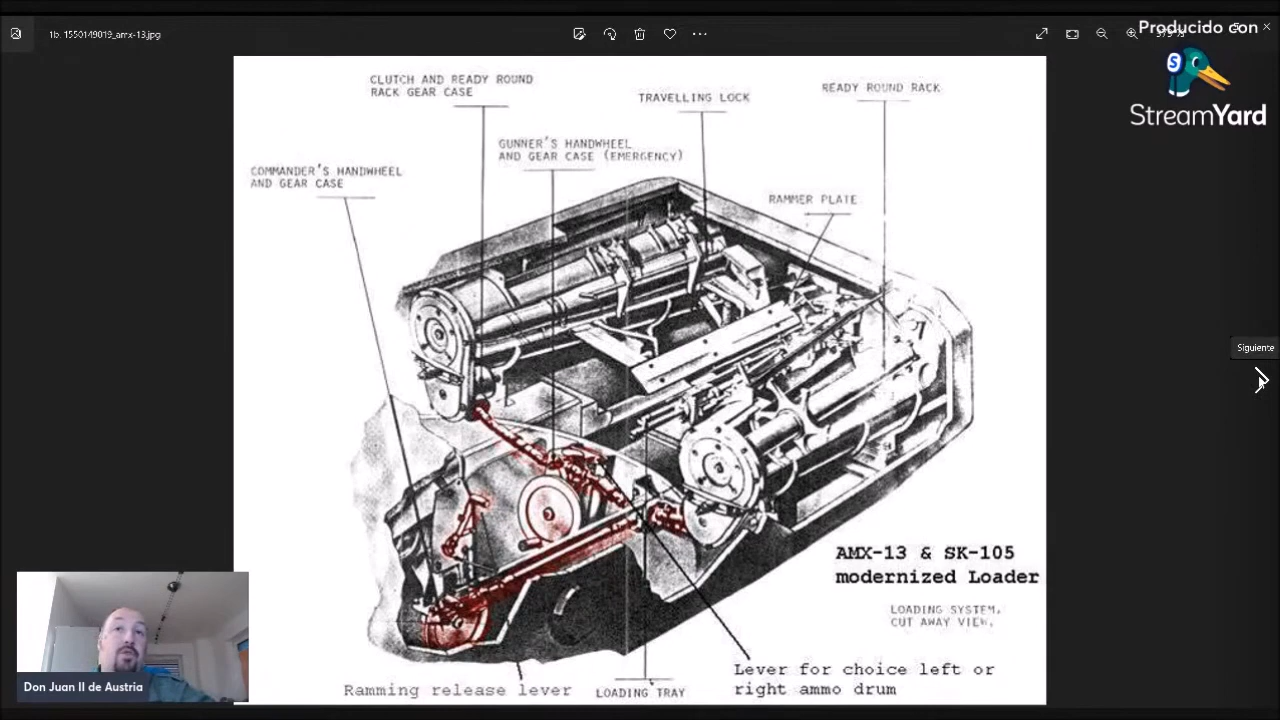 1b. 1550149019_amx-13.jpg
Producido con
StreamYard
CLUTCH AND READY ROUND
RACK GEAR CASE
TRAVELLING LOCK
READY ROUND RACK
GUNNER'S HANDWHEEL
AND GEAR CASE (EMERGENCY)
COMMANDER'S HANDWHEEL
AND GEAR CASE
RAMMER PLATE
Siguiente
AMX-13 & SK-105
modernized Loader
LOADING SYSTEM,
CUT AWAY VIEW.
Lever for choice left or
right ammo drum
Ramming release lever
LOADING TRAY
Don Juan II de Austria